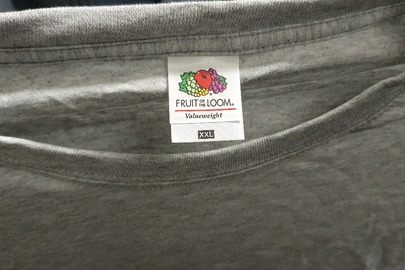 FRUIT OF THE LOOM®
Valueweight
XXL